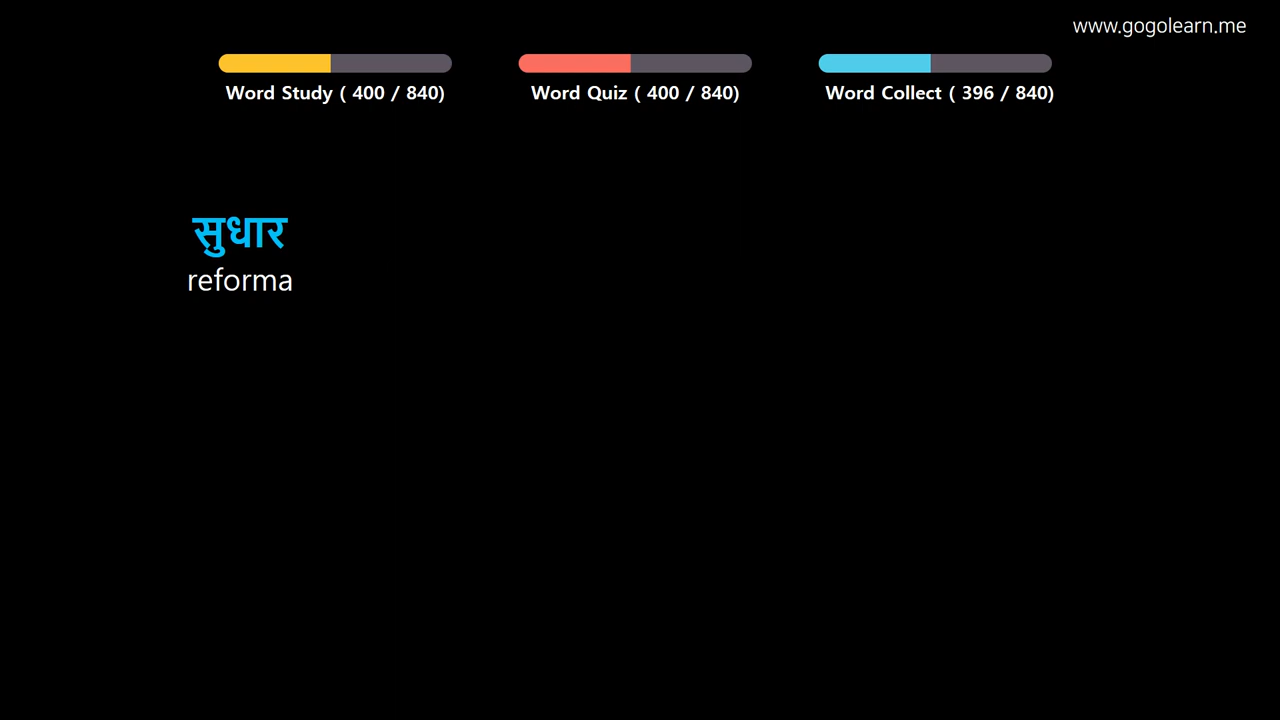 www.gogolearn.me
Word Study ( 400 / 840)
Word Quiz ( 400 / 840)
Word Collect ( 396 / 840)
सुधार
reforma